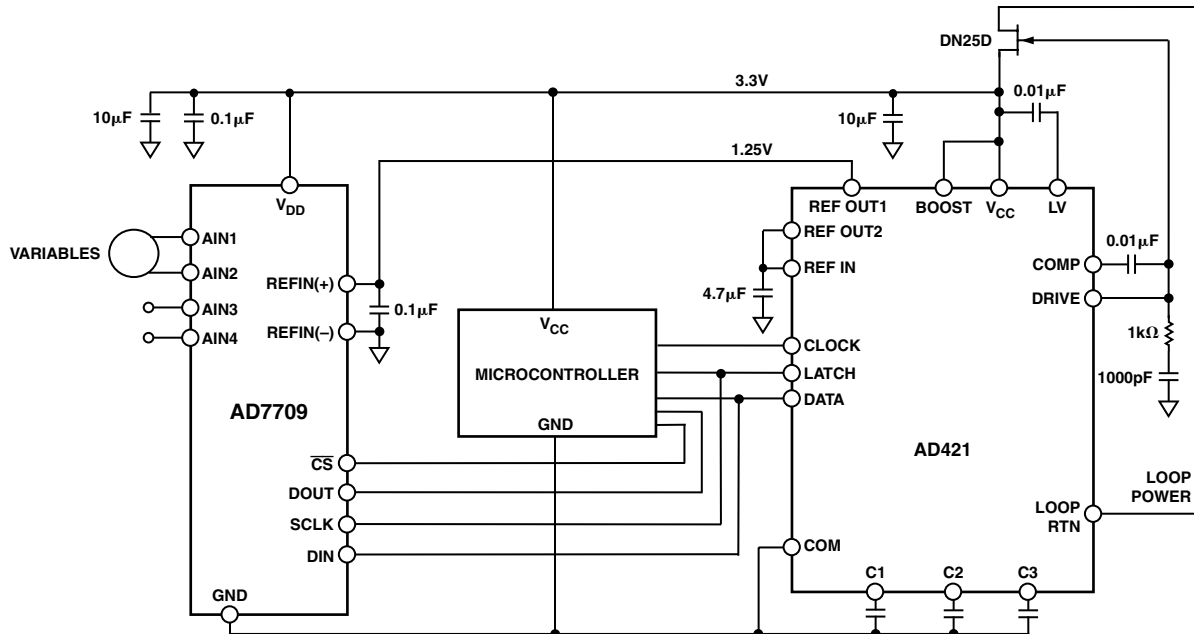 DN25D
3.3V
0.01µF
10µF
0.1µF
10µF
1.25V
VDD
REF OUT1
BOOST
VCC
LV
VARIABLES
AIN1
AIN2
AIN3
AIN4
REFIN(+)
REFIN(–)
0.1µF
AD7709
CS
DOUT
SCLK
DIN
GND
VCC
MICROCONTROLLER
GND
4.7µF
REF OUT2
REF IN
CLOCK
LATCH
DATA
COM
AD421
COMP
DRIVE
0.01µF
1kΩ
1000pF
LOOP
POWER
LOOP
RTN
C1
C2
C3